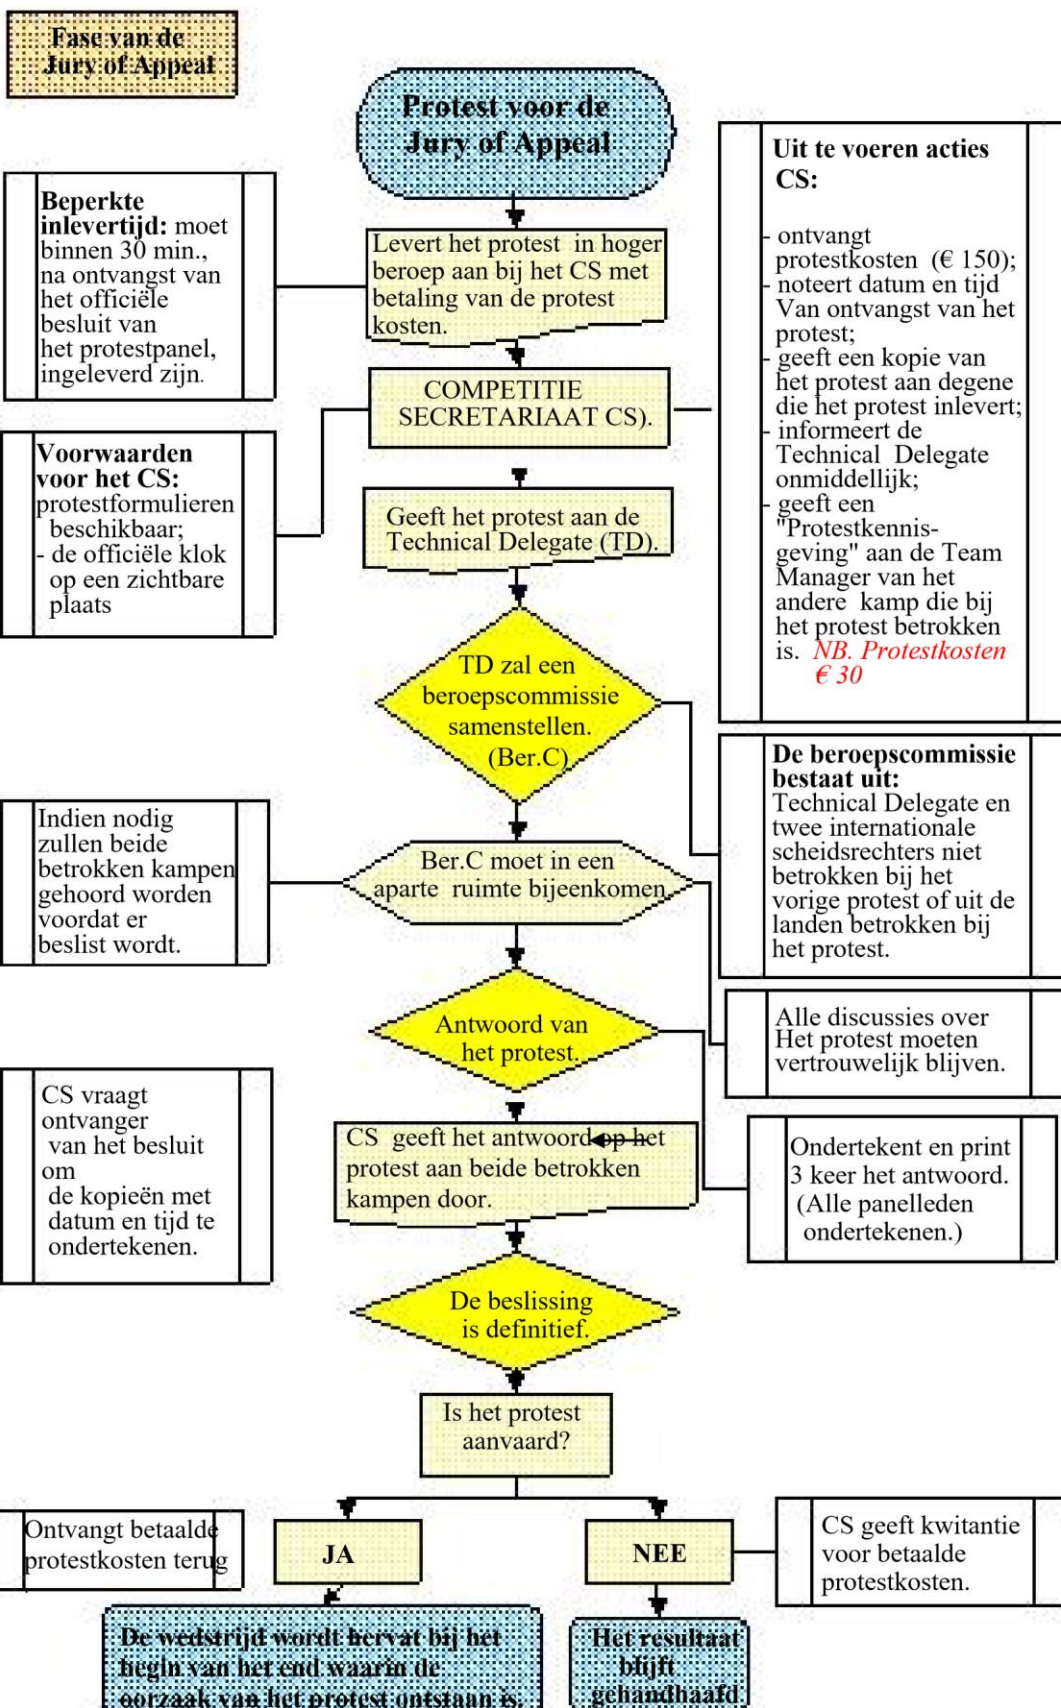 Fase van de
Jury of Appeal
Protest voor de
Jury of Appeal
Beperkte
inlevertijd: moet
binnen 30 min.,
na ontvangst van
het officiële
besluit van
het protestpanel,
ingeleverd zijn.
Levert het protest in hoger
beroep aan bij het CS met
betaling van de protest
kosten.
Uit te voeren acties
CS:
- ontvangt
protestkosten (€ 150);
- noteert datum en tijd
Van ontvangst van het
protest;
- geeft een kopie van
het protest aan degene
die het protest inlevert;
- informeert de
Technical Delegate
onmiddelijk;
- geeft een
"Protestkennis-
geving" aan de Team
Manager van het
andere kamp die bij
het protest betrokken
is. NB. Protestkosten
€ 30
COMPETITIE
SECRETARIAAT CS).
Voorwaarden
voor het CS:
protestformulieren
beschikbaar;
- de officiële klok
op een zichtbare
plaats
Geeft het protest aan de
Technical Delegate (TD).
TD zal een
beroepscommissie
samenstellen.
(Ber.C)
De beroepscommissie
bestaat uit:
Technical Delegate en
twee internationale
scheidsrechters niet
betrokken bij het
vorige protest of uit de
landen betrokken bij
het protest.
Indien nodig
zullen beide
betrokken kampen
gehoord worden
voordat er
beslist wordt.
Ber.C moet in een
aparte ruimte bijeenkomen.
Alle discussies over
Het protest moeten
vertrouwelijk blijven.
Antwoord van
het protest.
Ondertekent en print
3 keer het antwoord.
(Alle panelleden
ondertekenen.)
CS vraagt
ontvanger
van het besluit
om
de kopieën met
datum en tijd te
ondertekenen.
CS geeft het antwoord op het
protest aan beide betrokken
kampen door.
De beslissing
is definitief.
Is het protest
aanvaard?
Ontvangt betaalde
protestkosten terug
JA
NEE
CS geeft kwitantie
voor betaalde
protestkosten.
De wedstrijd wordt hervat bij het
begin van het end waarin de
oorzaak van het protest ontstaan is.
Het resultaat
blijft
gehandhaafd